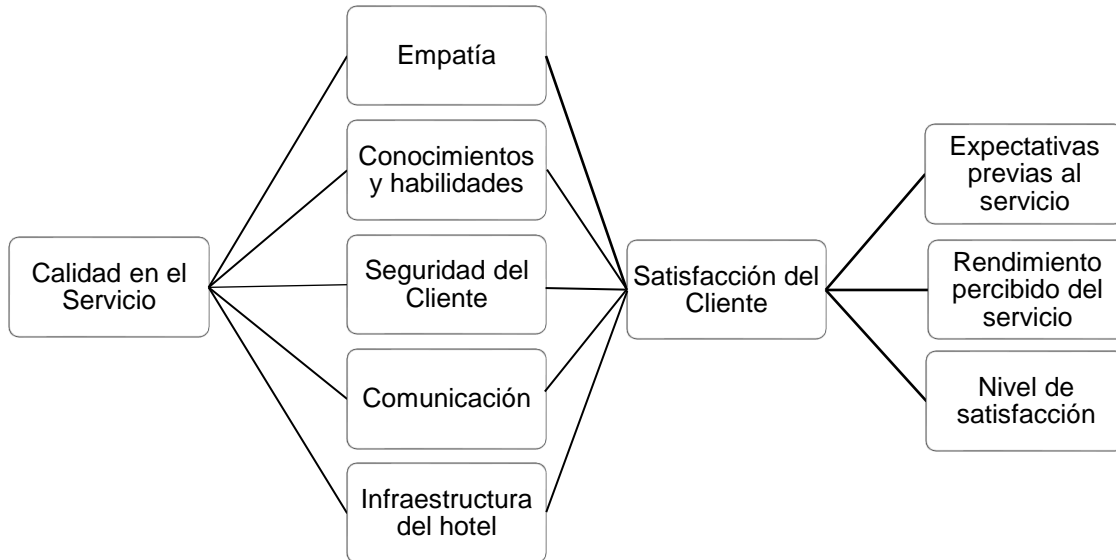 Calidad en el
Servicio
Empatía
Conocimientos
y habilidades
Seguridad del
Cliente
Comunicación
Infraestructura
del hotel
Satisfacción del
Cliente
Expectativas
previas al
servicio
Rendimiento
percibido del
servicio
Nivel de
satisfacción